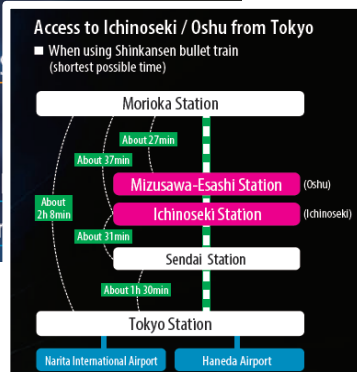 Access to Ichinoseki / Oshu from Tokyo
■ When using Shinkansen bullet train
(shortest possible time)
Morioka Station
About 27min
About 37min
Mizusawa-Esashi Station (Oshu)
About
2h 8min
Ichinoseki Station (Ichinoseki)
About 31min
Sendai Station
About 1h 30min
Tokyo Station
Narita International Airport
Haneda Airport